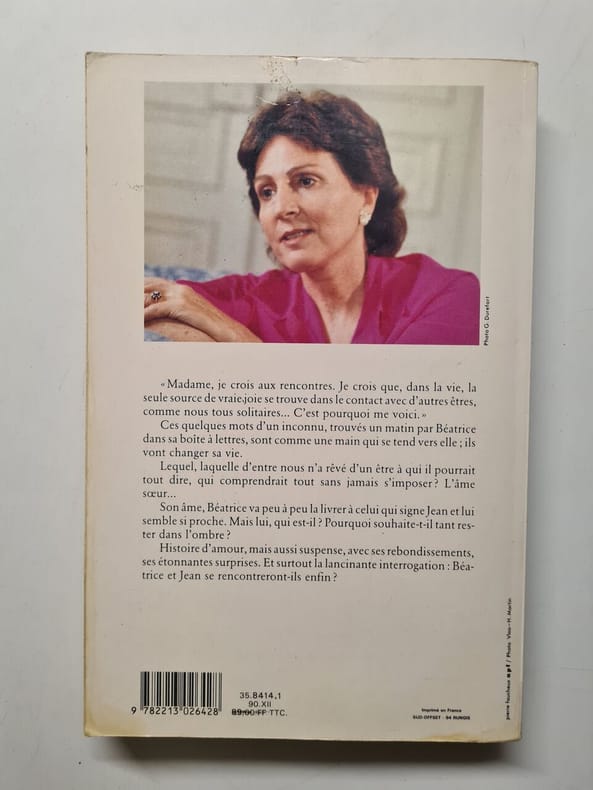 Photo G. Durefort
«Madame, je crois aux rencontres. Je crois que, dans la vie, la
seule source de vraie joie se trouve dans le contact avec d'autres êtres,
comme nous tous solitaires... C'est pourquoi me voici.»
Ces quelques mots d'un inconnu, trouvés un matin par Béatrice
dans sa boîte à lettres, sont comme une main qui se tend vers elle ; ils
vont changer sa vie.
Lequel, laquelle d'entre nous n'a rêvé d'un être à qui il pourrait
tout dire, qui comprendrait tout sans jamais s'imposer ? L'âme
sœur...
Son âme, Béatrice va peu à peu la livrer à celui qui signe Jean et lui
semble si proche. Mais lui, qui est-il ? Pourquoi souhaite-t-il tant res-
ter dans l'ombre ?
Histoire d'amour, mais aussi suspense, avec ses rebondissements,
ses étonnantes surprises. Et surtout la lancinante interrogation : Béa-
trice et Jean se rencontreront-ils enfin ?
9 782213 026428
35.8414.1
90.XII
89,00 FF TTC.
Imprimé en France
SUD-OFFSET - 94 RUNGIS
pierre faucheux apf / Photo Vloo-H. Martin